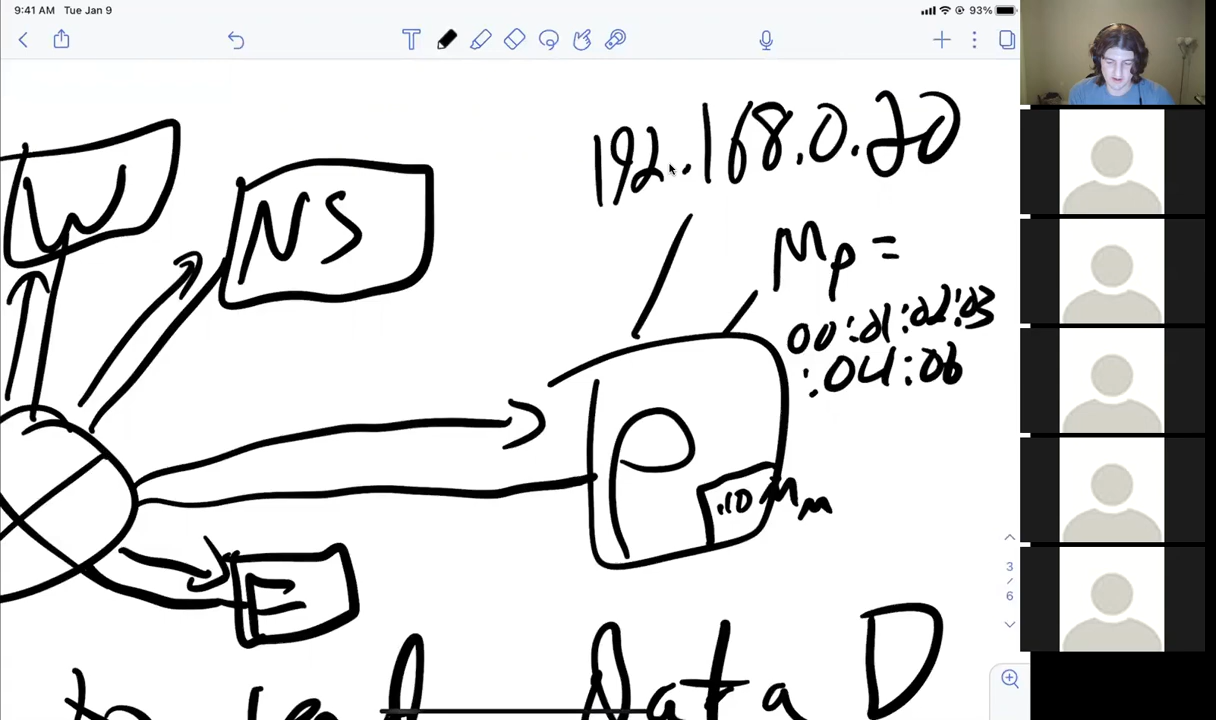 9:41 AM Tue Jan 9
93%
T
192.168.0.20
W
NS
Mp =
00:01:02:03
:04:06
P
.10 Mm
E
3
/
6
Data D